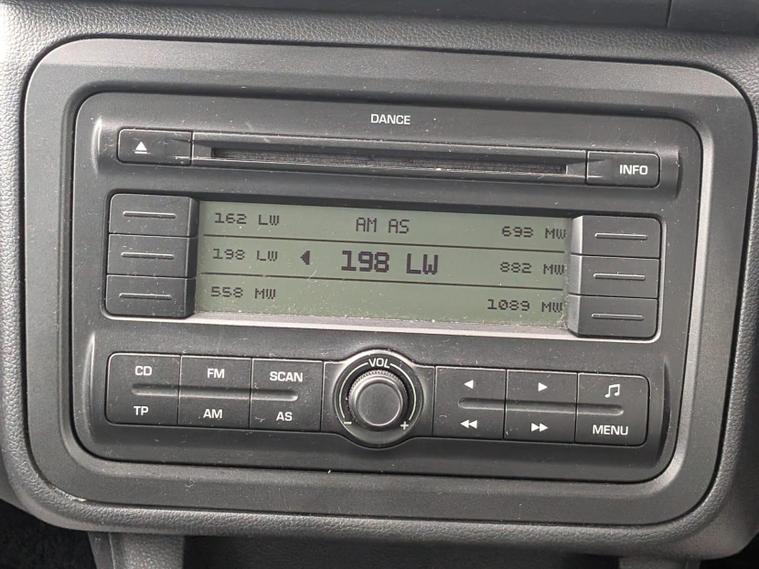 DANCE
INFO
162 LW AM AS 693 MW
198 LW 198 LW 882 MW
558 MW 1089 MW
CD FM SCAN VOL
TP AM AS - + MENU